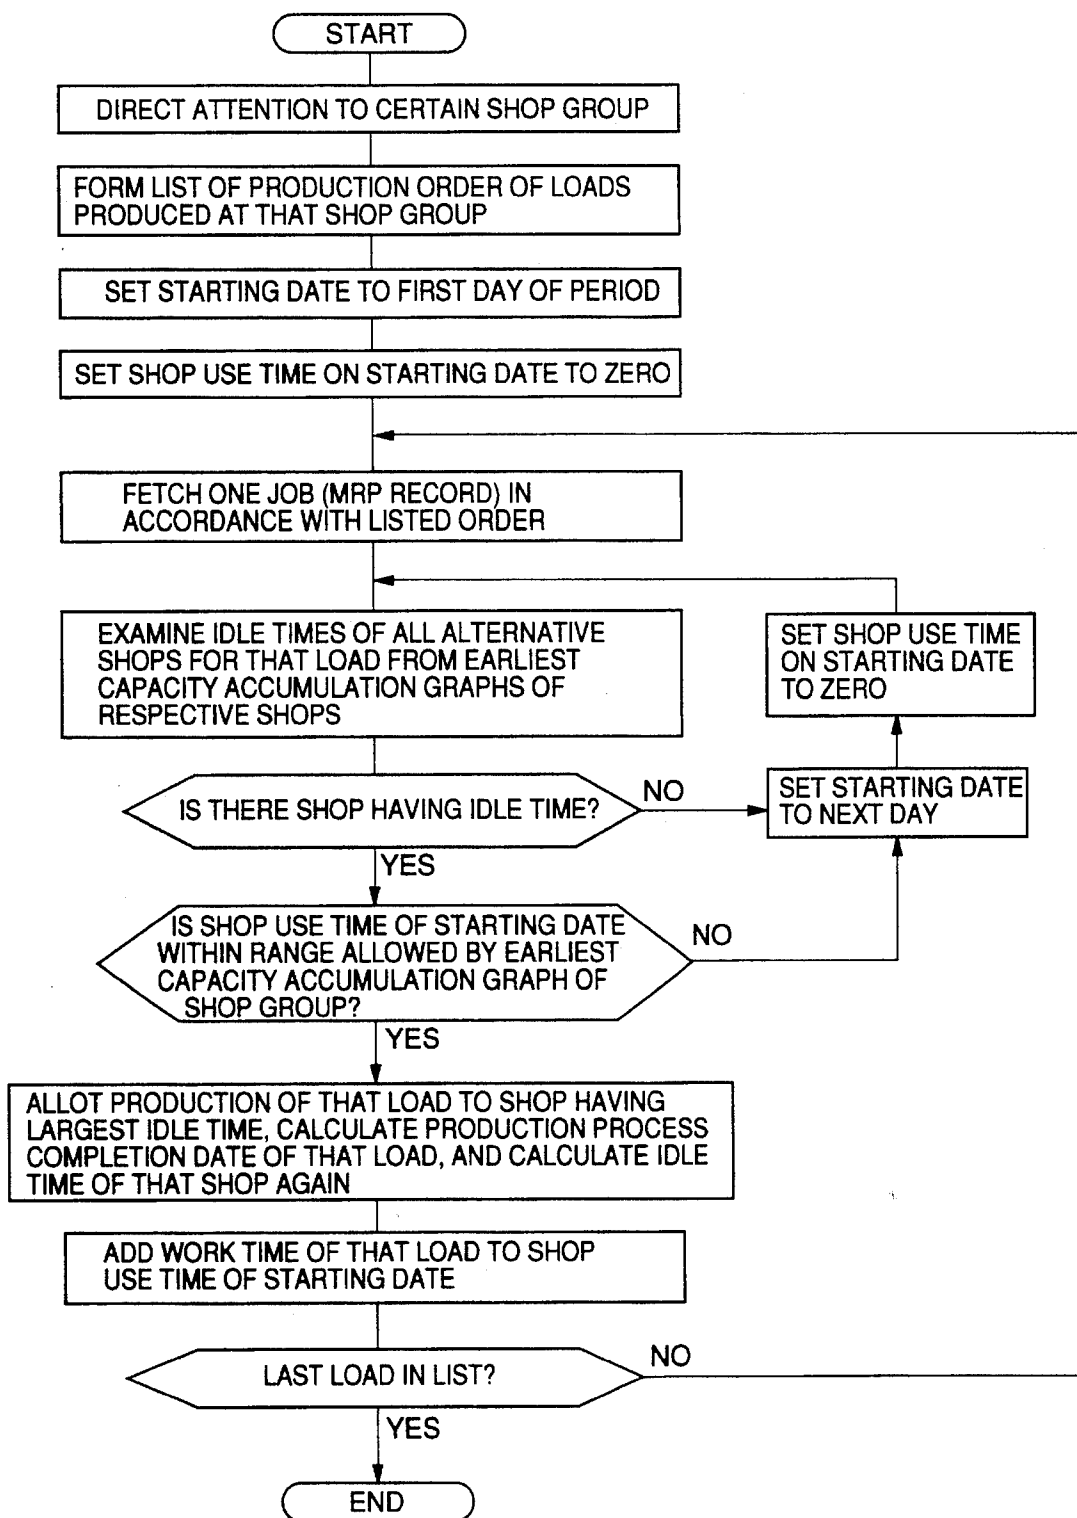 START
DIRECT ATTENTION TO CERTAIN SHOP GROUP
FORM LIST OF PRODUCTION ORDER OF LOADS
PRODUCED AT THAT SHOP GROUP
SET STARTING DATE TO FIRST DAY OF PERIOD
SET SHOP USE TIME ON STARTING DATE TO ZERO
FETCH ONE JOB (MRP RECORD) IN
ACCORDANCE WITH LISTED ORDER
EXAMINE IDLE TIMES OF ALL ALTERNATIVE
SHOPS FOR THAT LOAD FROM EARLIEST
CAPACITY ACCUMULATION GRAPHS OF
RESPECTIVE SHOPS
SET SHOP USE TIME
ON STARTING DATE
TO ZERO
IS THERE SHOP HAVING IDLE TIME?
NO
SET STARTING DATE
TO NEXT DAY
YES
IS SHOP USE TIME OF STARTING DATE
WITHIN RANGE ALLOWED BY EARLIEST
CAPACITY ACCUMULATION GRAPH OF
SHOP GROUP?
NO
YES
ALLOT PRODUCTION OF THAT LOAD TO SHOP HAVING
LARGEST IDLE TIME, CALCULATE PRODUCTION PROCESS
COMPLETION DATE OF THAT LOAD, AND CALCULATE IDLE
TIME OF THAT SHOP AGAIN
ADD WORK TIME OF THAT LOAD TO SHOP
USE TIME OF STARTING DATE
LAST LOAD IN LIST?
NO
YES
END